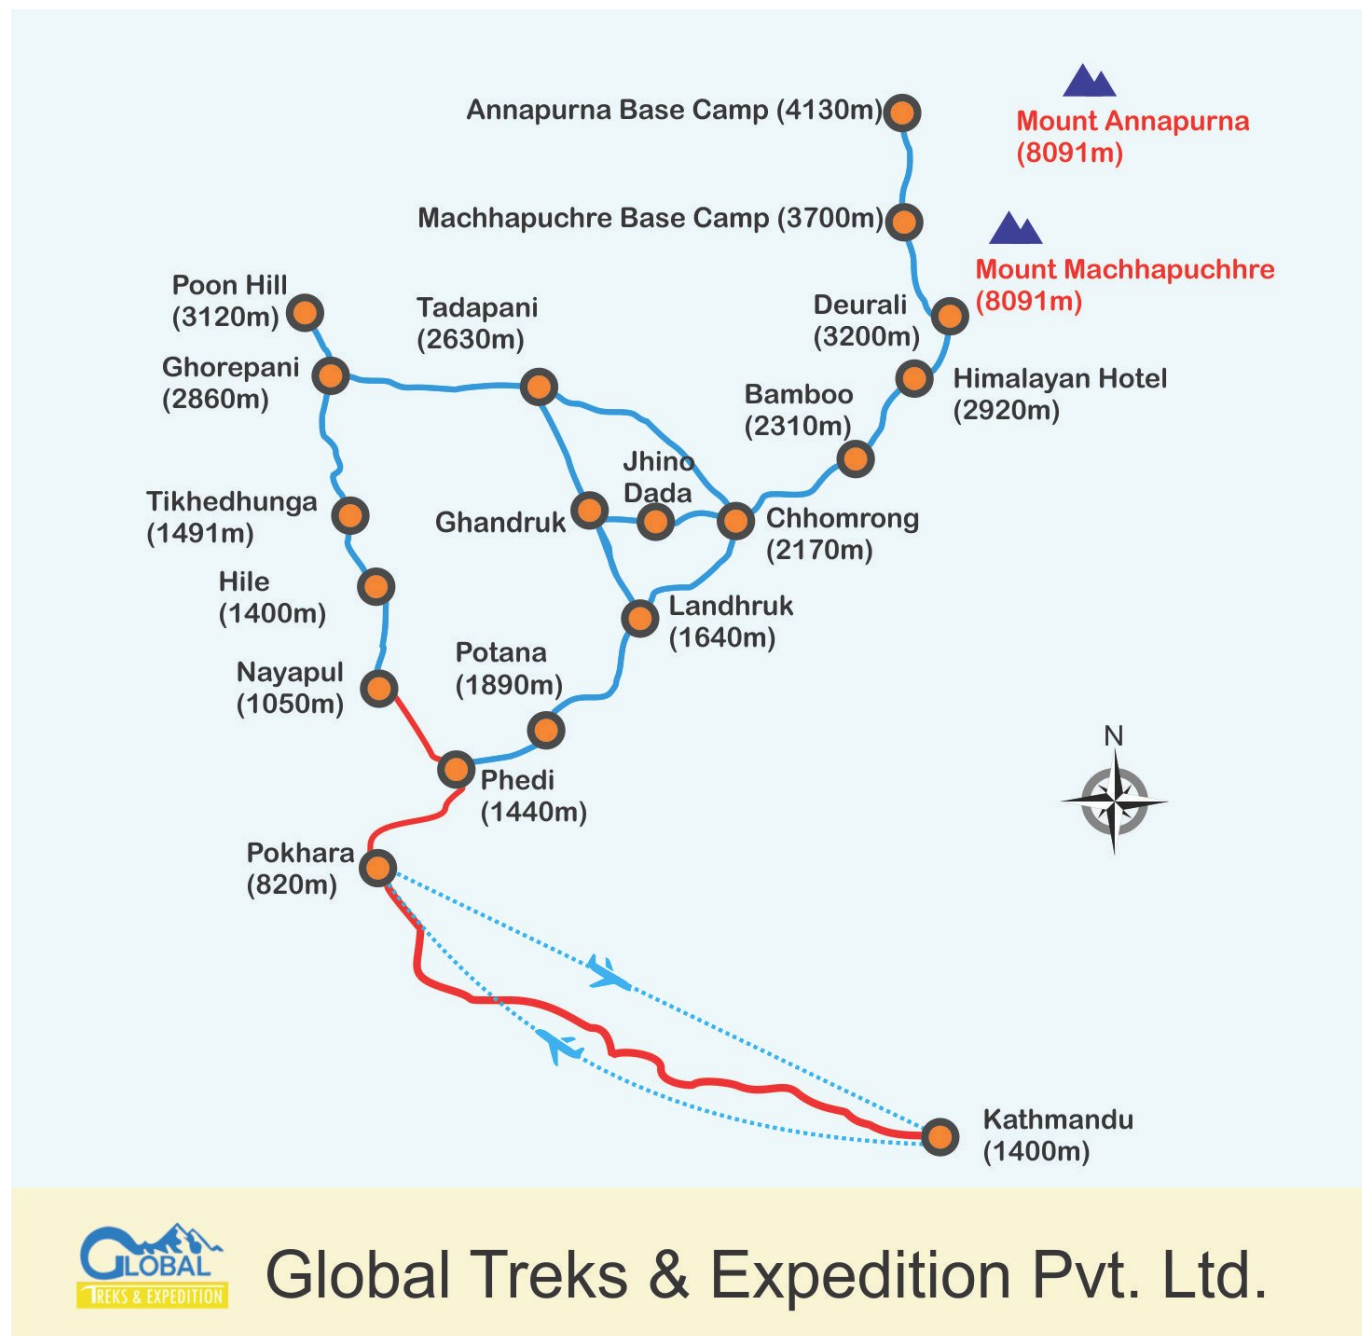 Annapurna Base Camp (4130m)
Mount Annapurna
(8091m)
Machhapuchre Base Camp (3700m)
Mount Machhapuchhre
(8091m)
Poon Hill
(3120m)
Tadapani
(2630m)
Deurali
(3200m)
Ghorepani
(2860m)
Himalayan Hotel
(2920m)
Bamboo
(2310m)
Jhino
Dada
Tikhedhunga
(1491m)
Ghandruk
Chhomrong
(2170m)
Hile
(1400m)
Landhruk
(1640m)
Potana
(1890m)
Nayapul
(1050m)
N
Phedi
(1440m)
Pokhara
(820m)
Kathmandu
(1400m)
GLOBAL
TREKS & EXPEDITION
Global Treks & Expedition Pvt. Ltd.